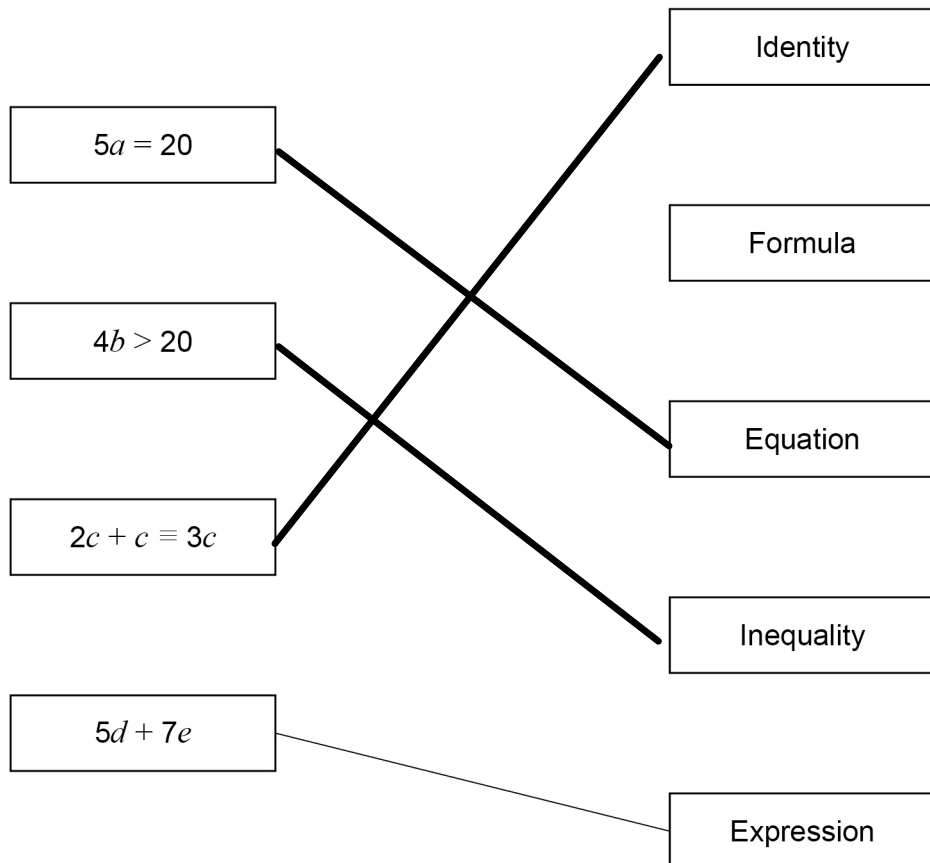 Identity
5a = 20
Formula
4b > 20
Equation
2c + c ≡ 3c
Inequality
5d + 7e
Expression